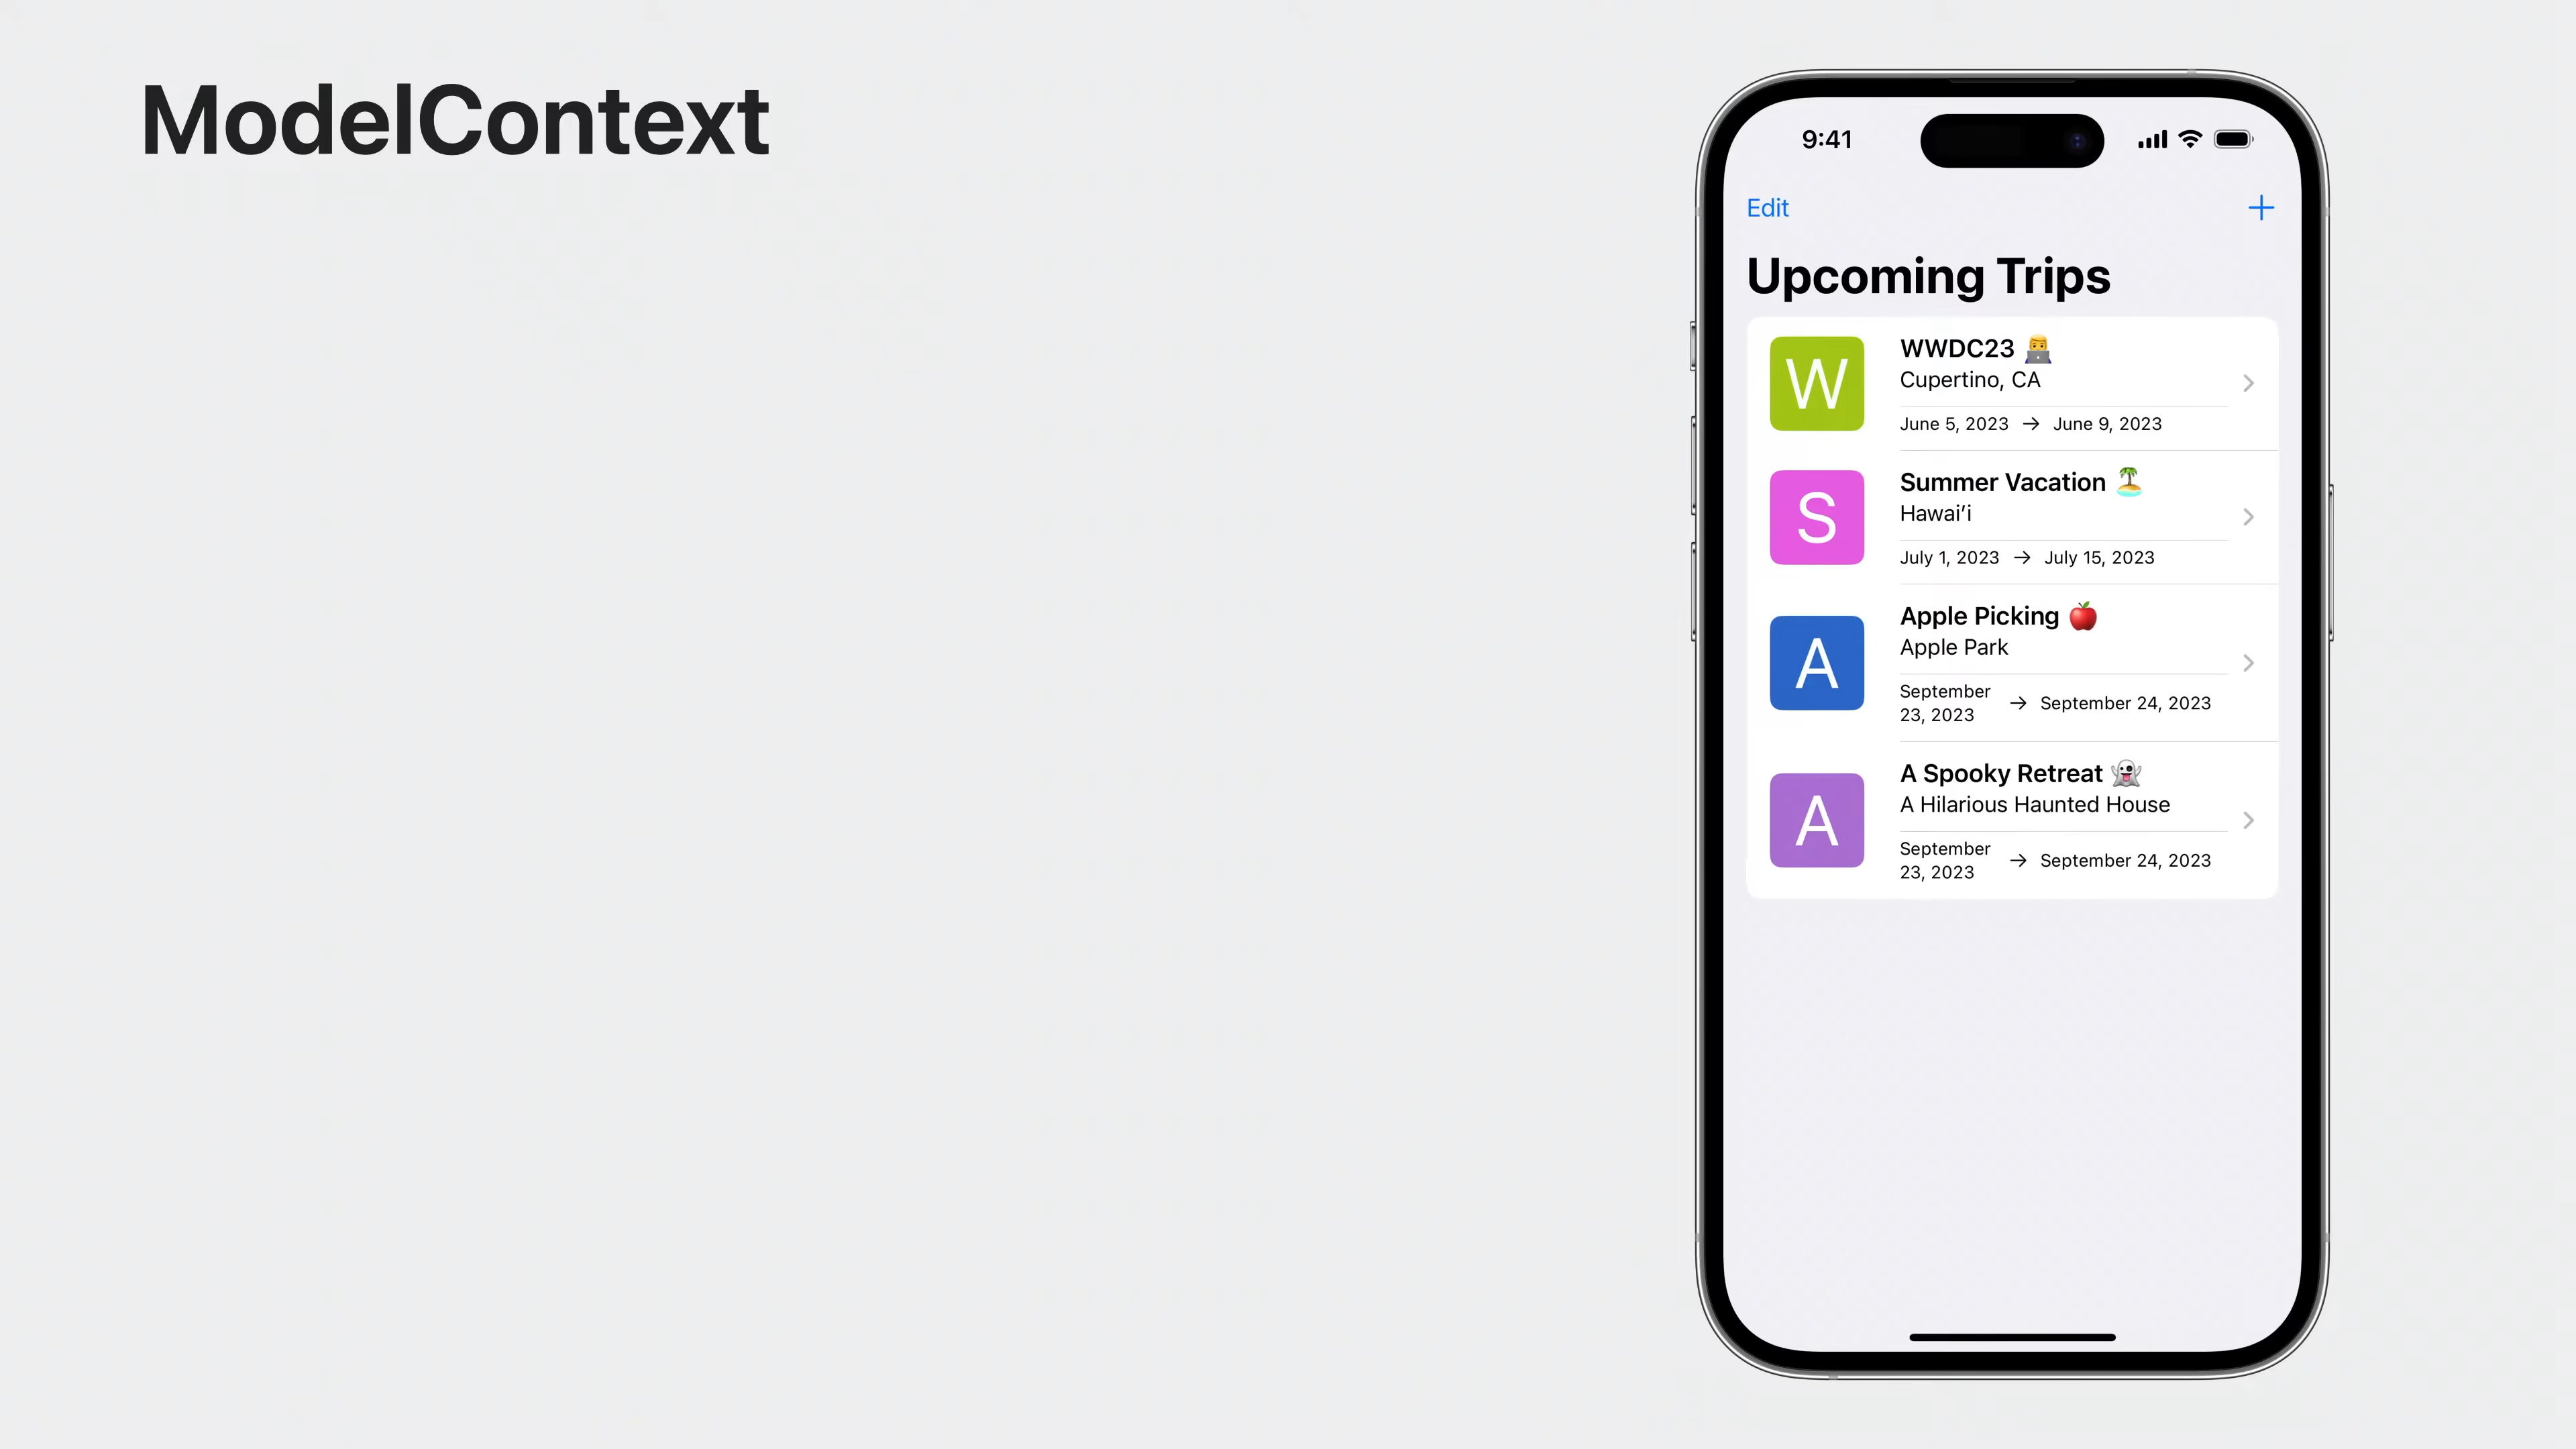 ModelContext
9:41
Edit
Upcoming Trips
W
WWDC23 👨‍💻
Cupertino, CA
June 5, 2023 → June 9, 2023
S
Summer Vacation 🏝️
Hawaiʻi
July 1, 2023 → July 15, 2023
A
Apple Picking 🍎
Apple Park
September
23, 2023 → September 24, 2023
A
A Spooky Retreat 👻
A Hilarious Haunted House
September
23, 2023 → September 24, 2023